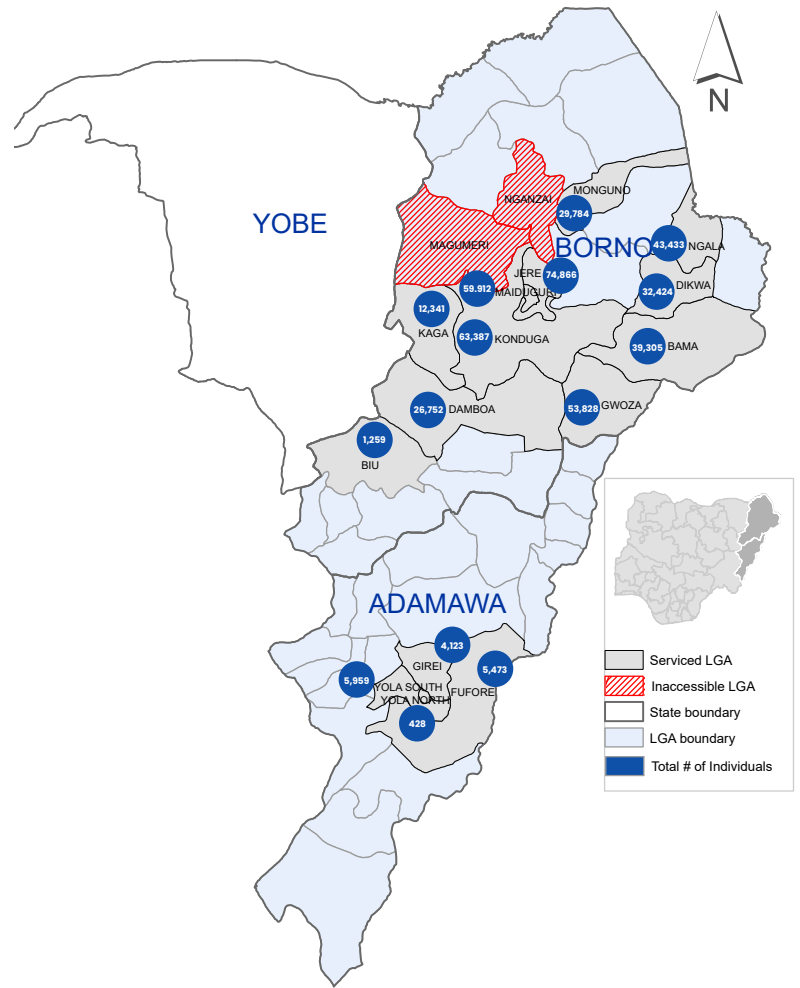 N
MONGUNO
NGANZAI
29,784
YOBE
MAGUMERI
BORNO
43,433
NGALA
JERE
74,866
59.912
MAIDUGURI
32,424
DIKWA
12,341
KAGA
63,387
KONDUGA
39,305
BAMA
26,752
DAMBOA
53,828
GWOZA
1,259
BIU
ADAMAWA
4,123
GIREI
5,473
5,959
YOLA SOUTH
FUFORE
YOLA NORTH
428
Serviced LGA
Inaccessible LGA
State boundary
LGA boundary
Total # of Individuals